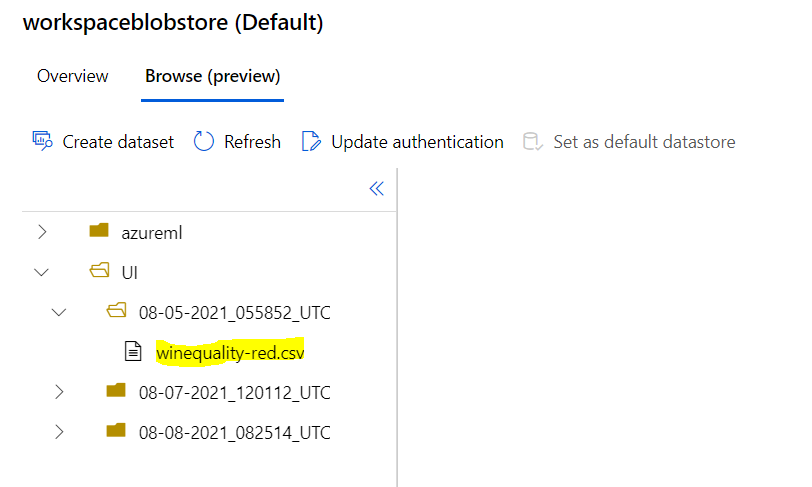 workspaceblobstore (Default)
Overview Browse (preview)
Create dataset Refresh Update authentication Set as default datastore
azureml
UI
08-05-2021_055852_UTC
winequality-red.csv
08-07-2021_120112_UTC
08-08-2021_082514_UTC